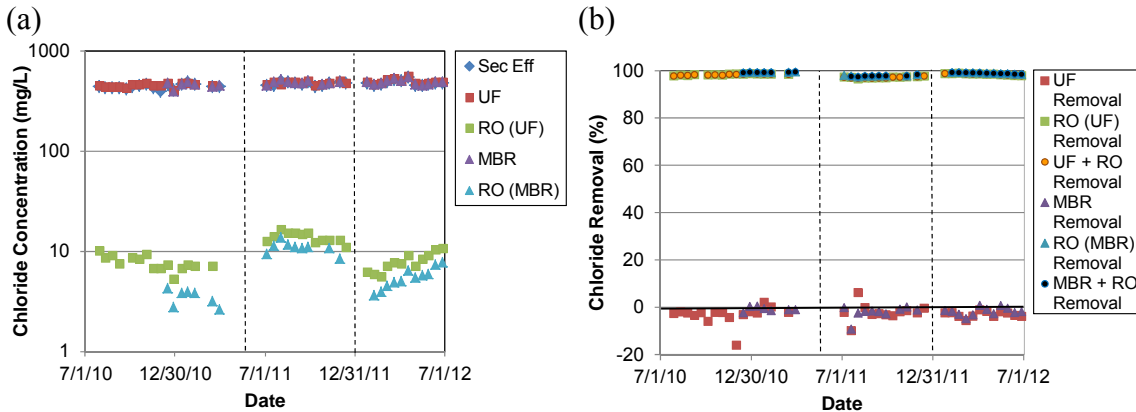 (a)
Chloride Concentration (mg/L)
1000
100
10
1
7/1/10
12/30/10
7/1/11
12/31/11
7/1/12
Date
Sec Eff
UF
RO (UF)
MBR
RO (MBR)
(b)
Chloride Removal (%)
100
80
60
40
20
0
-20
7/1/10
12/30/10
7/1/11
12/31/11
7/1/12
Date
UF
Removal
RO (UF)
Removal
UF + RO
Removal
MBR
Removal
RO (MBR)
Removal
MBR + RO
Removal